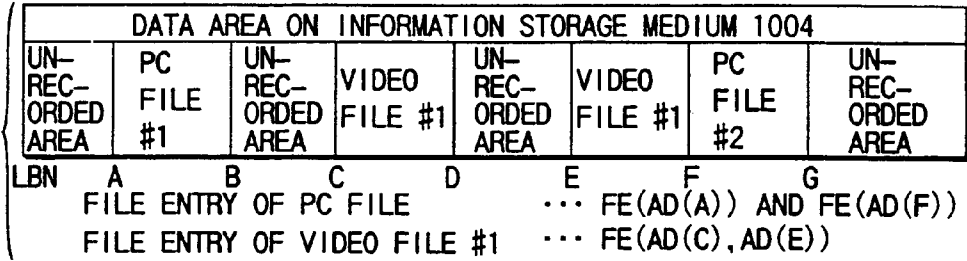 DATA AREA ON INFORMATION STORAGE MEDIUM 1004
UN-
REC-
ORDED
AREA
PC
FILE
#1
UN-
REC-
ORDED
AREA
VIDEO
FILE #1
UN-
REC-
ORDED
AREA
VIDEO
FILE #1
PC
FILE
#2
UN-
REC-
ORDED
AREA
LBN A B C D E F G
FILE ENTRY OF PC FILE ··· FE(AD(A)) AND FE(AD(F))
FILE ENTRY OF VIDEO FILE #1 ··· FE(AD(C),AD(E))